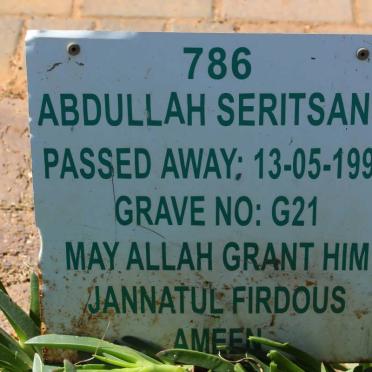 786
ABDULLAH SERITSAN
PASSED AWAY: 13-05-199
GRAVE NO: G21
MAY ALLAH GRANT HIM
JANNATUL FIRDOUS
AMEEN